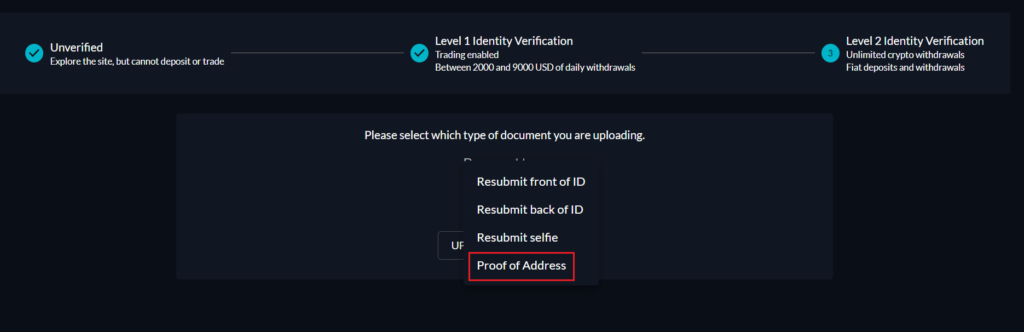 Unverified
Explore the site, but cannot deposit or trade
Level 1 Identity Verification
Trading enabled
Between 2000 and 9000 USD of daily withdrawals
3
Level 2 Identity Verification
Unlimited crypto withdrawals
Fiat deposits and withdrawals
Please select which type of document you are uploading.
Resubmit front of ID
Resubmit back of ID
Resubmit selfie
Proof of Address